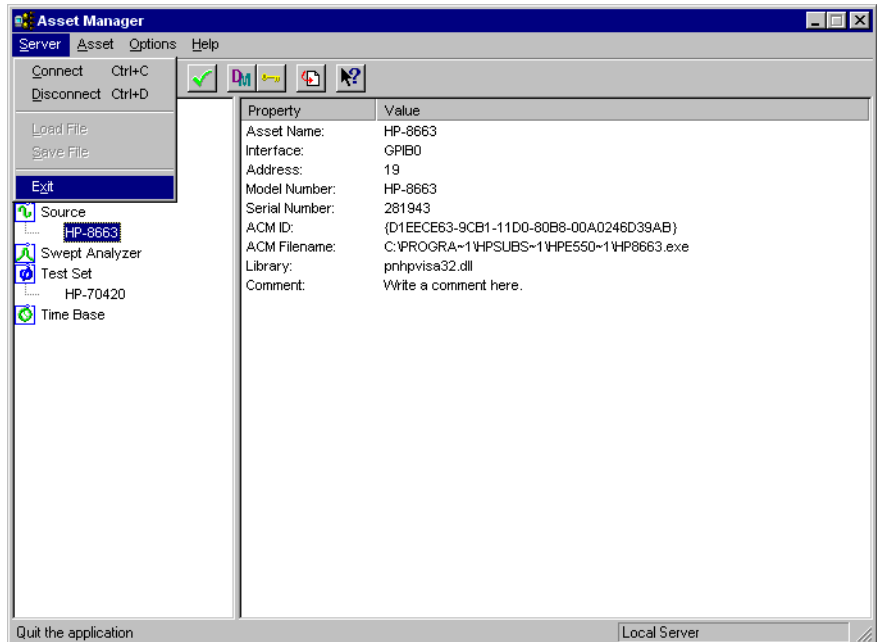 Asset Manager
Server Asset Options Help
Connect Ctrl+C
Disconnect Ctrl+D
Load File
Save File
Exit
DM
Source
HP-8663
Swept Analyzer
Test Set
HP-70420
Time Base
Property Value
Asset Name: HP-8663
Interface: GPIB0
Address: 19
Model Number: HP-8663
Serial Number: 281943
ACM ID: {D1EECE63-9CB1-11D0-80B8-00A0246D39AB}
ACM Filename: C:\PROGRA~1\HPSUBS~1\HPE550~1\HP8663.exe
Library: pnhpvisa32.dll
Comment: Write a comment here.
Quit the application Local Server